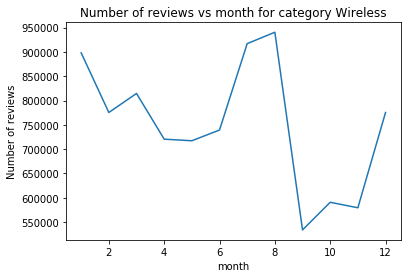 Number of reviews vs month for category Wireless
950000
900000
850000
800000
750000
700000
650000
600000
550000
Number of reviews
2 4 6 8 10 12
month